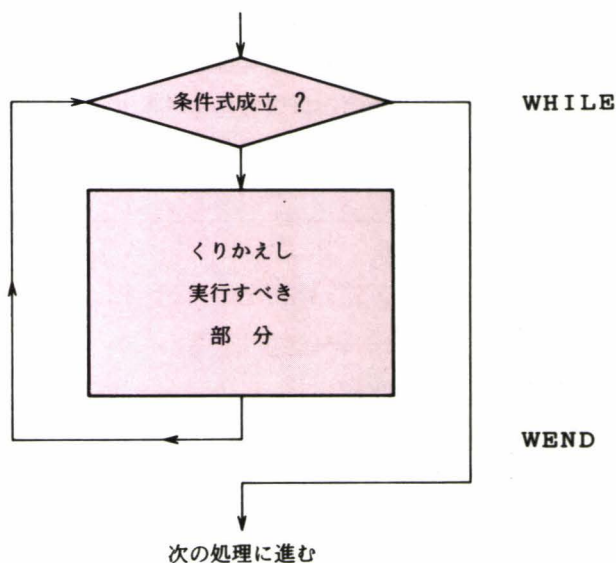 条件式成立 ?
WHILE
くりかえし
実行すべき
部 分
WEND
次の処理に進む